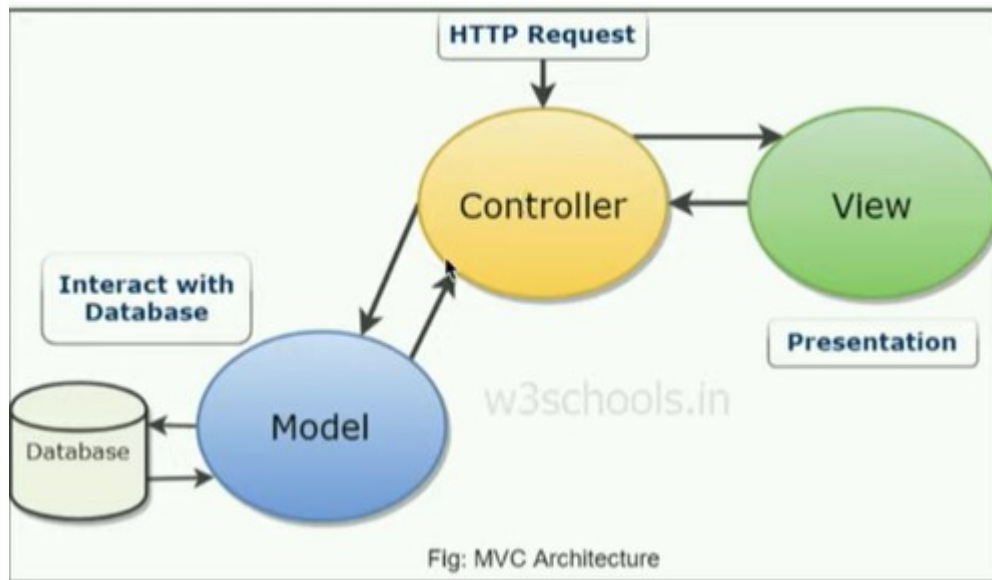 HTTP Request
Controller
View
Interact with
Database
Presentation
Model
w3schools.in
Database
Fig: MVC Architecture